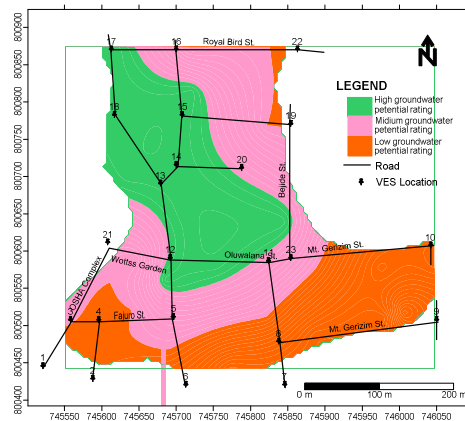 800900
800850
800800
800750
800700
800650
800600
800550
800500
800450
800400
17
16
Royal Bird St.
22
N
LEGEND
High groundwater
potential rating
Midium groundwater
potential rating
Low groundwater
potential rating
Road
VES Location
18
15
19
14
20
13
Bejide St.
21
12
Oluwalana St.
11
23
Mt. Gerizim St.
10
Wottss Garden
JOSHA Complex
3
4
Fajuro St.
5
8
Mt. Gerizim St.
9
1
2
6
7
0 m
100 m
200 m
745550
745600
745650
745700
745750
745800
745850
745900
745950
746000
746050